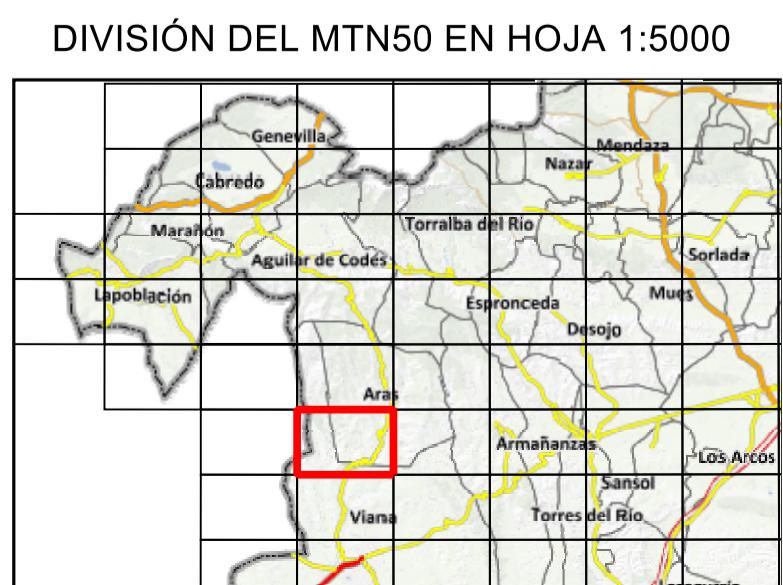 DIVISIÓN DEL MTN50 EN HOJA 1:5000
Genevilla
Mendaza
Nazar
Cabredo
Torralba del Río
Marañón
Sorlada
Aguilar de Codés
Lapoblación
Mues
Espronceda
Desojo
Aras
Armañanzas
Los Arcos
Sansol
Viana
Torres del Río